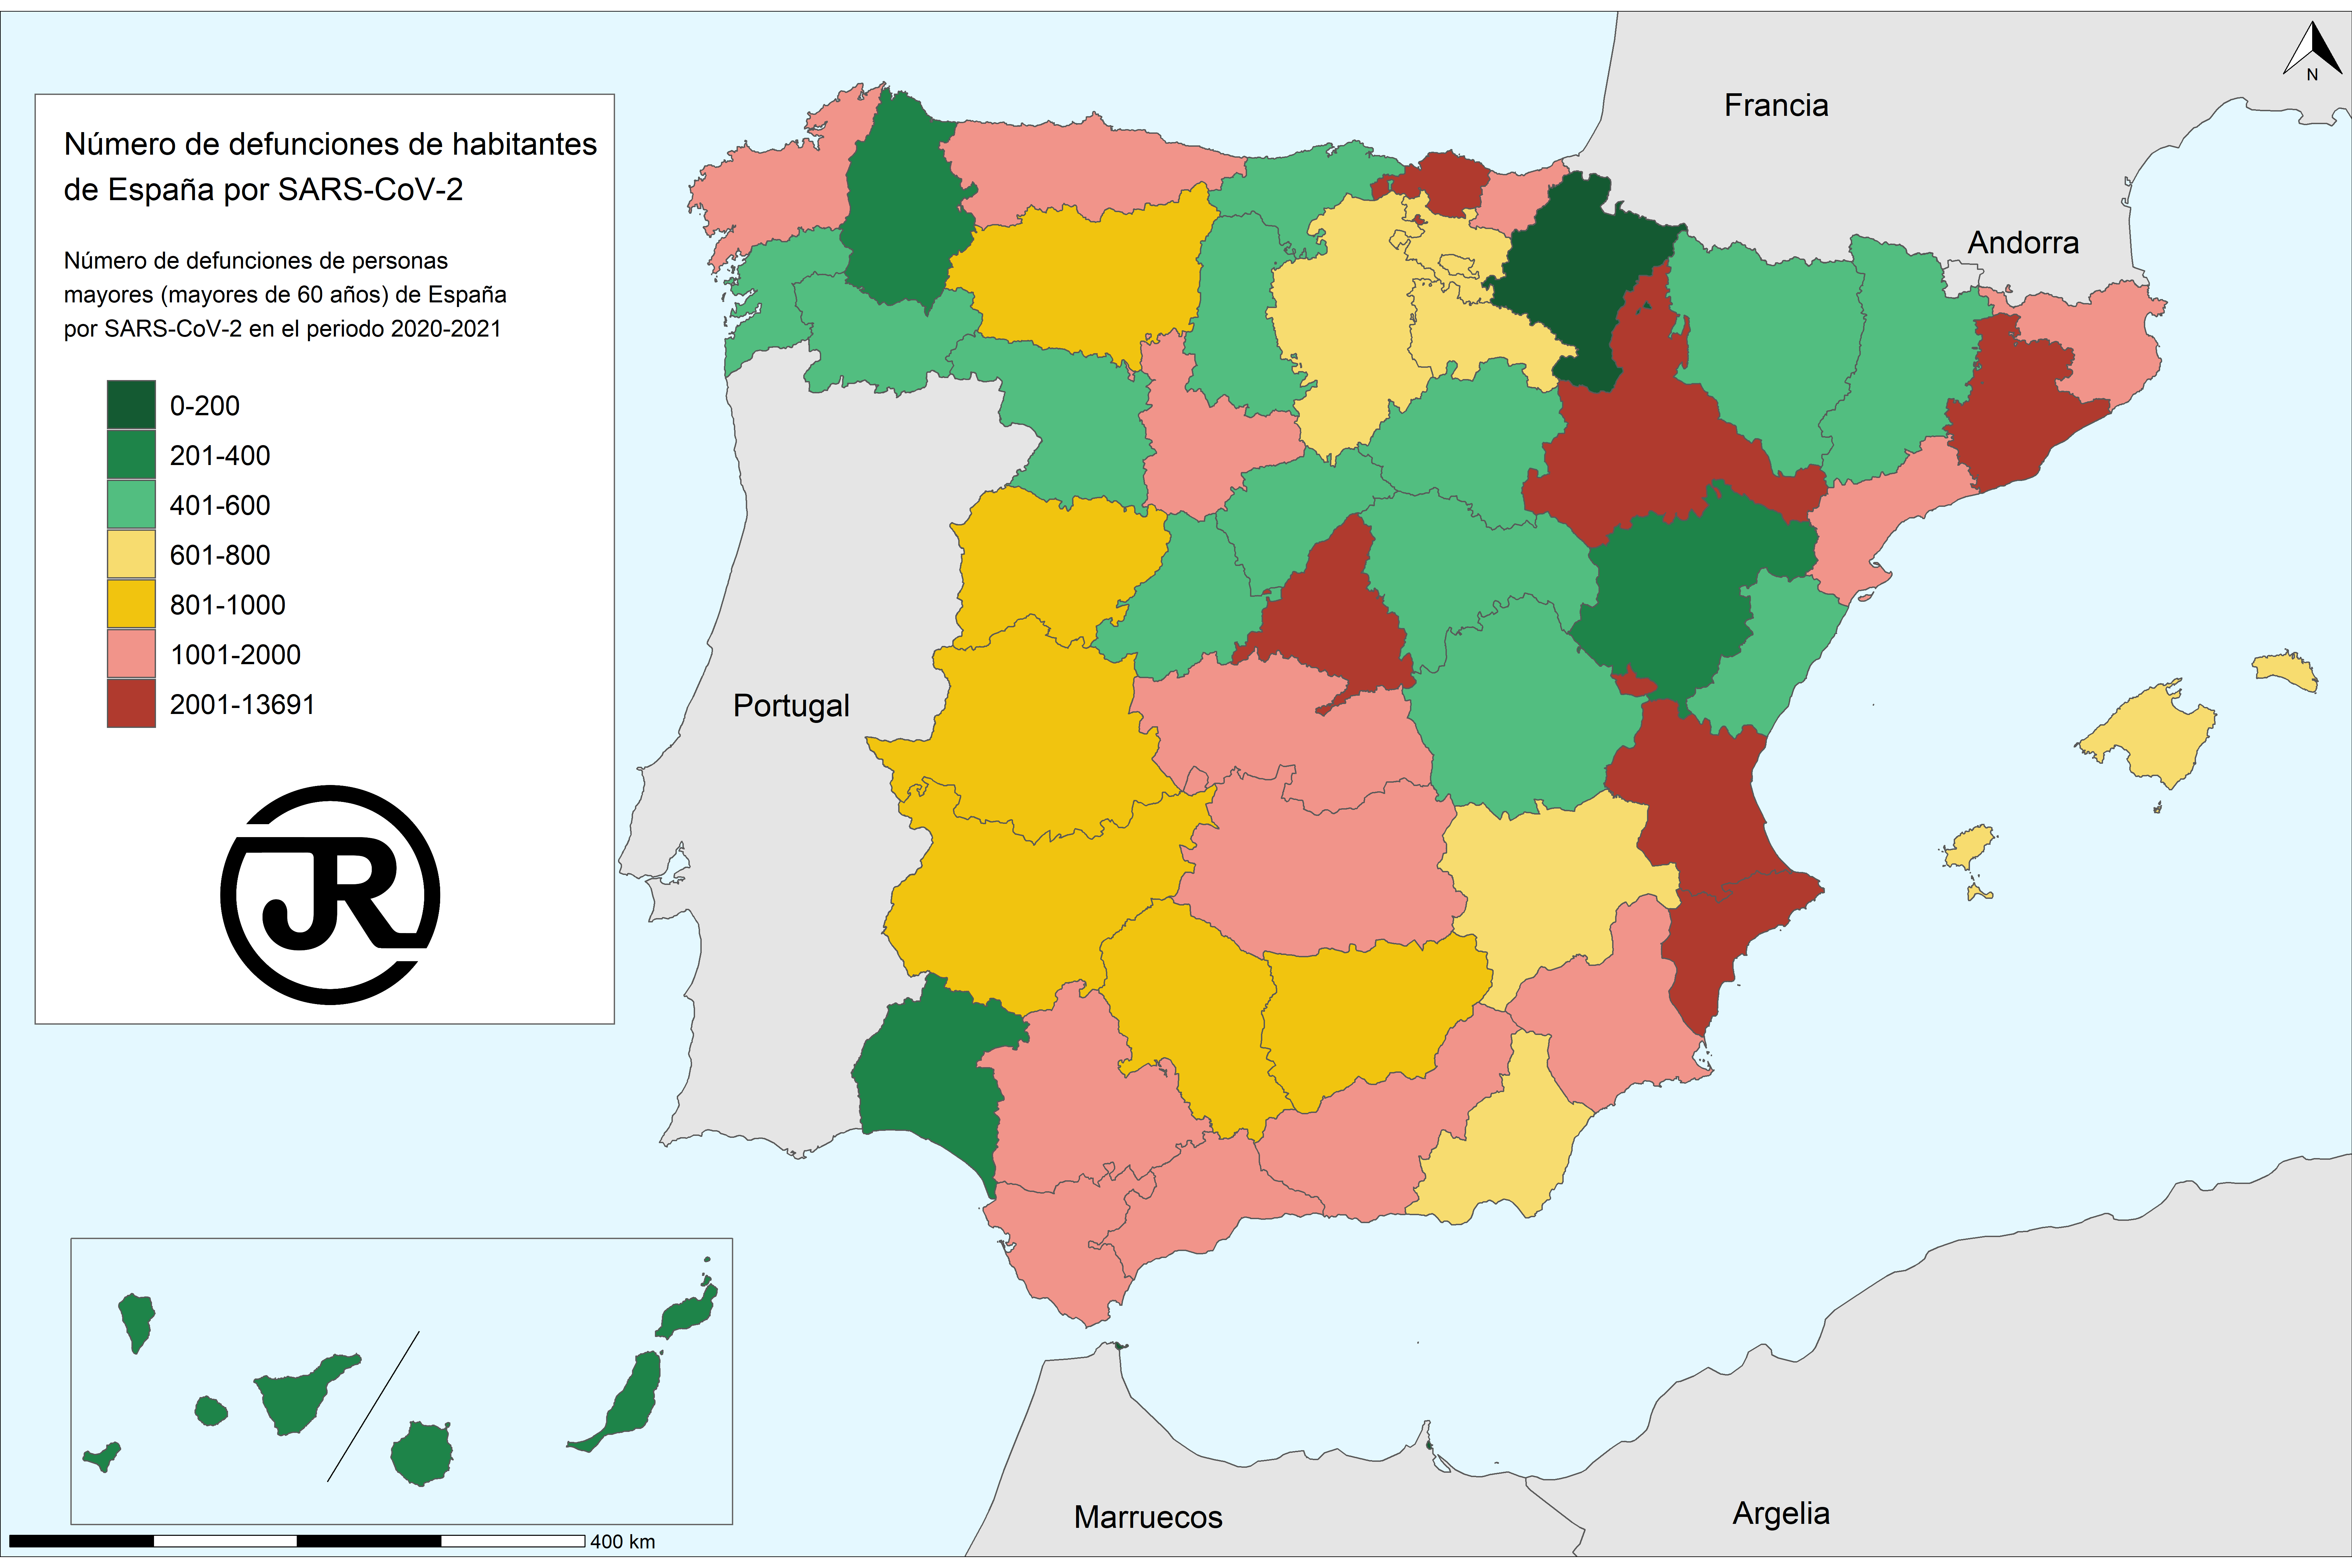 Número de defunciones de habitantes
de España por SARS-CoV-2
Número de defunciones de personas
mayores (mayores de 60 años) de España
por SARS-CoV-2 en el periodo 2020-2021
0-200
201-400
401-600
601-800
801-1000
1001-2000
2001-13691
JR
Francia
N
Andorra
Portugal
Marruecos
Argelia
400 km